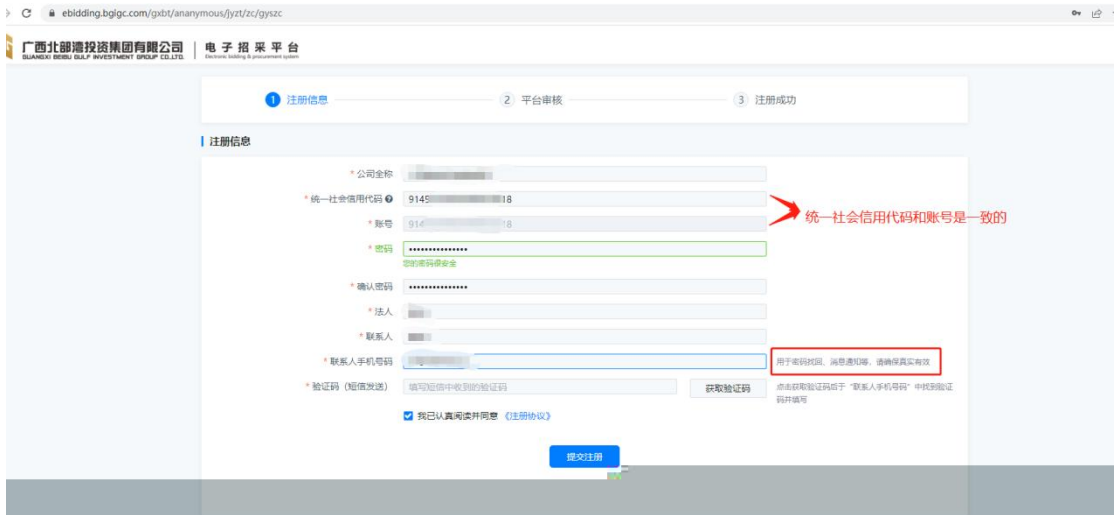 ebidding.bgigc.com/gxbt/ananymous/jyzt/zc/gyszc
广西北部湾投资集团有限公司 电子招采平台
GUANGXI BEIBU GULF INVESTMENT GROUP CO.,LTD. Electronic bidding & procurement system
1 注册信息 2 平台审核 3 注册成功
注册信息
* 公司全称
* 统一社会信用代码 9145 18
* 账号 914 8
统一社会信用代码和账号是一致的
* 密码 •••••••••••••••
您的密码很安全
* 确认密码 •••••••••••••••
* 法人
* 联系人
* 联系人手机号码 用于密码找回、消息通知等，请确保真实有效
* 验证码（短信发送） 填写短信中收到的验证码 获取验证码 点击获取验证码后于“联系人手机号码”中找到验证
码并填写
我已认真阅读并同意 《注册协议》
提交注册